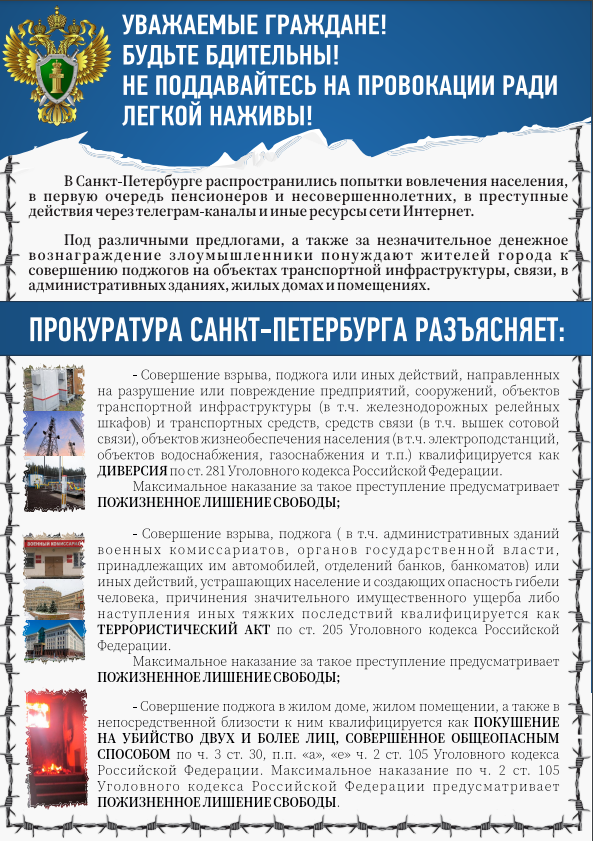 УВАЖАЕМЫЕ ГРАЖДАНЕ!
БУДЬТЕ БДИТЕЛЬНЫ!
НЕ ПОДДАВАЙТЕСЬ НА ПРОВОКАЦИИ РАДИ
ЛЕГКОЙ НАЖИВЫ!
В Санкт-Петербурге распространились попытки вовлечения населения,
в первую очередь пенсионеров и несовершеннолетних, в преступные
действия через телеграм-каналы и иные ресурсы сети Интернет.
Под различными предлогами, а также за незначительное денежное
вознаграждение злоумышленники понуждают жителей города к
совершению поджогов на объектах транспортной инфраструктуры, связи, в
административных зданиях, жилых домах и помещениях.
ПРОКУРАТУРА САНКТ-ПЕТЕРБУРГА РАЗЪЯСНЯЕТ:
- Совершение взрыва, поджога или иных действий, направленных
на разрушение или повреждение предприятий, сооружений, объектов
транспортной инфраструктуры (в т.ч. железнодорожных релейных
шкафов) и транспортных средств, средств связи (в т.ч. вышек сотовой
связи), объектов жизнеобеспечения населения (в т.ч. электроподстанций,
объектов водоснабжения, газоснабжения и т.п.) квалифицируется как
ДИВЕРСИЯ по ст. 281 Уголовного кодекса Российской Федерации.
Максимальное наказание за такое преступление предусматривает
ПОЖИЗНЕННОЕ ЛИШЕНИЕ СВОБОДЫ;
ВОЕННЫЙ КОМИССАРИАТ
- Совершение взрыва, поджога ( в т.ч. административных зданий
военных комиссариатов, органов государственной власти,
принадлежащих им автомобилей, отделений банков, банкоматов) или
иных действий, устрашающих население и создающих опасность гибели
человека, причинения значительного имущественного ущерба либо
наступления иных тяжких последствий квалифицируется как
ТЕРРОРИСТИЧЕСКИЙ АКТ по ст. 205 Уголовного кодекса Российской
Федерации.
Максимальное наказание за такое преступление предусматривает
ПОЖИЗНЕННОЕ ЛИШЕНИЕ СВОБОДЫ;
- Совершение поджога в жилом доме, жилом помещении, а также в
непосредственной близости к ним квалифицируется как ПОКУШЕНИЕ
НА УБИЙСТВО ДВУХ И БОЛЕЕ ЛИЦ, СОВЕРШЕННОЕ ОБЩЕОПАСНЫМ
СПОСОБОМ по ч. 3 ст. 30, п.п. «а», «е» ч. 2 ст. 105 Уголовного кодекса
Российской Федерации. Максимальное наказание по ч. 2 ст. 105
Уголовного кодекса Российской Федерации предусматривает
ПОЖИЗНЕННОЕ ЛИШЕНИЕ СВОБОДЫ.